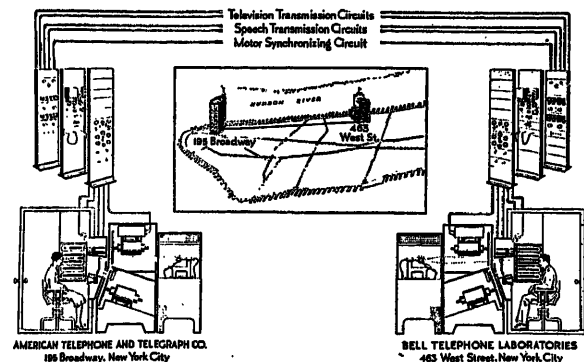 Television Transmission Circuits
Speech Transmission Circuits
Motor Synchronizing Circuit
HUDSON RIVER
195 Broadway
463
West St.
AMERICAN TELEPHONE AND TELEGRAPH CO.
195 Broadway, New York City
BELL TELEPHONE LABORATORIES
463 West Street, New York City